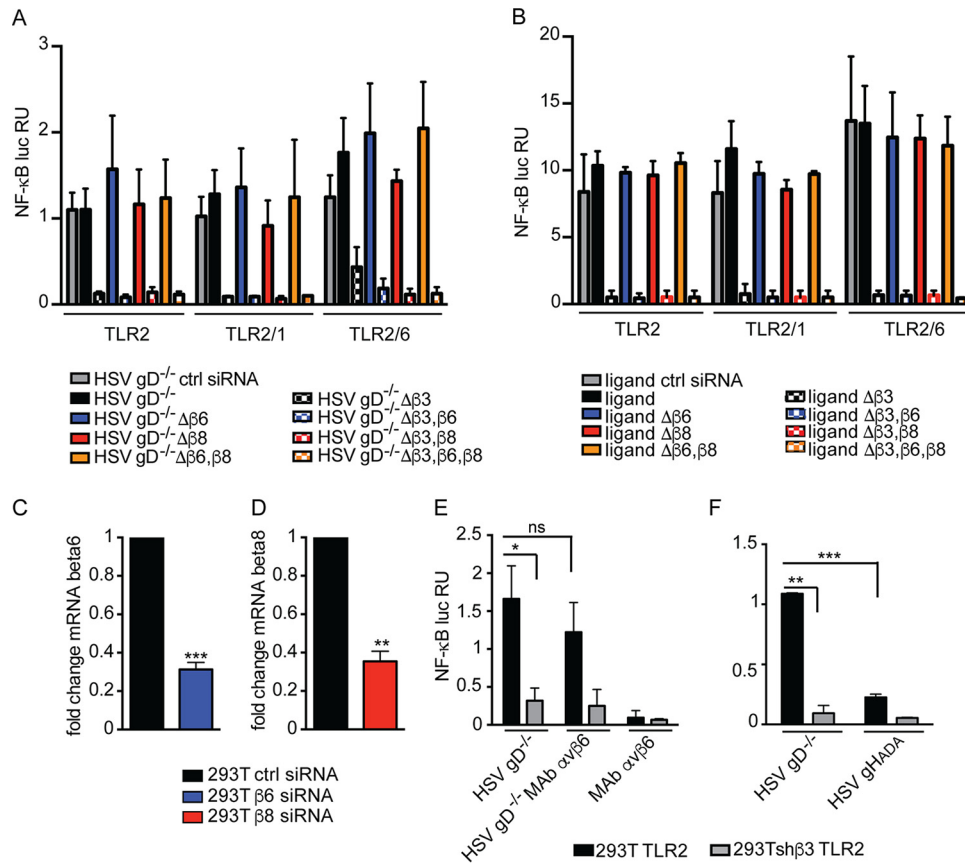 A
NF-κB luc RU
3
2
1
0
TLR2
TLR2/1
TLR2/6
HSV gD-/- ctrl siRNA
HSV gD-/-
HSV gD-/-Δβ6
HSV gD-/-Δβ8
HSV gD-/-Δβ6,β8
HSV gD-/-Δβ3
HSV gD-/-Δβ3,β6
HSV gD-/-Δβ3,β8
HSV gD-/-Δβ3,β6,β8
B
NF-κB luc RU
20
15
10
5
0
TLR2
TLR2/1
TLR2/6
ligand ctrl siRNA
ligand
ligand Δβ6
ligand Δβ8
ligand Δβ6,β8
ligand Δβ3
ligand Δβ3,β6
ligand Δβ3,β8
ligand Δβ3,β6,β8
C
fold change mRNA beta6
1
0.8
0.6
0.4
0.2
0
***
D
fold change mRNA beta8
1
0.8
0.6
0.4
0.2
0
**
293T ctrl siRNA
293T β6 siRNA
293T β8 siRNA
E
NF-κB luc RU
2.5
2
1.5
1
0.5
0
ns
*
HSV gD-/-
HSV gD-/- MAb αvβ6
MAb αvβ6
F
1.5
1
0.5
0
***
**
HSV gD-/-
HSV gHADA
293T TLR2
293Tshβ3 TLR2